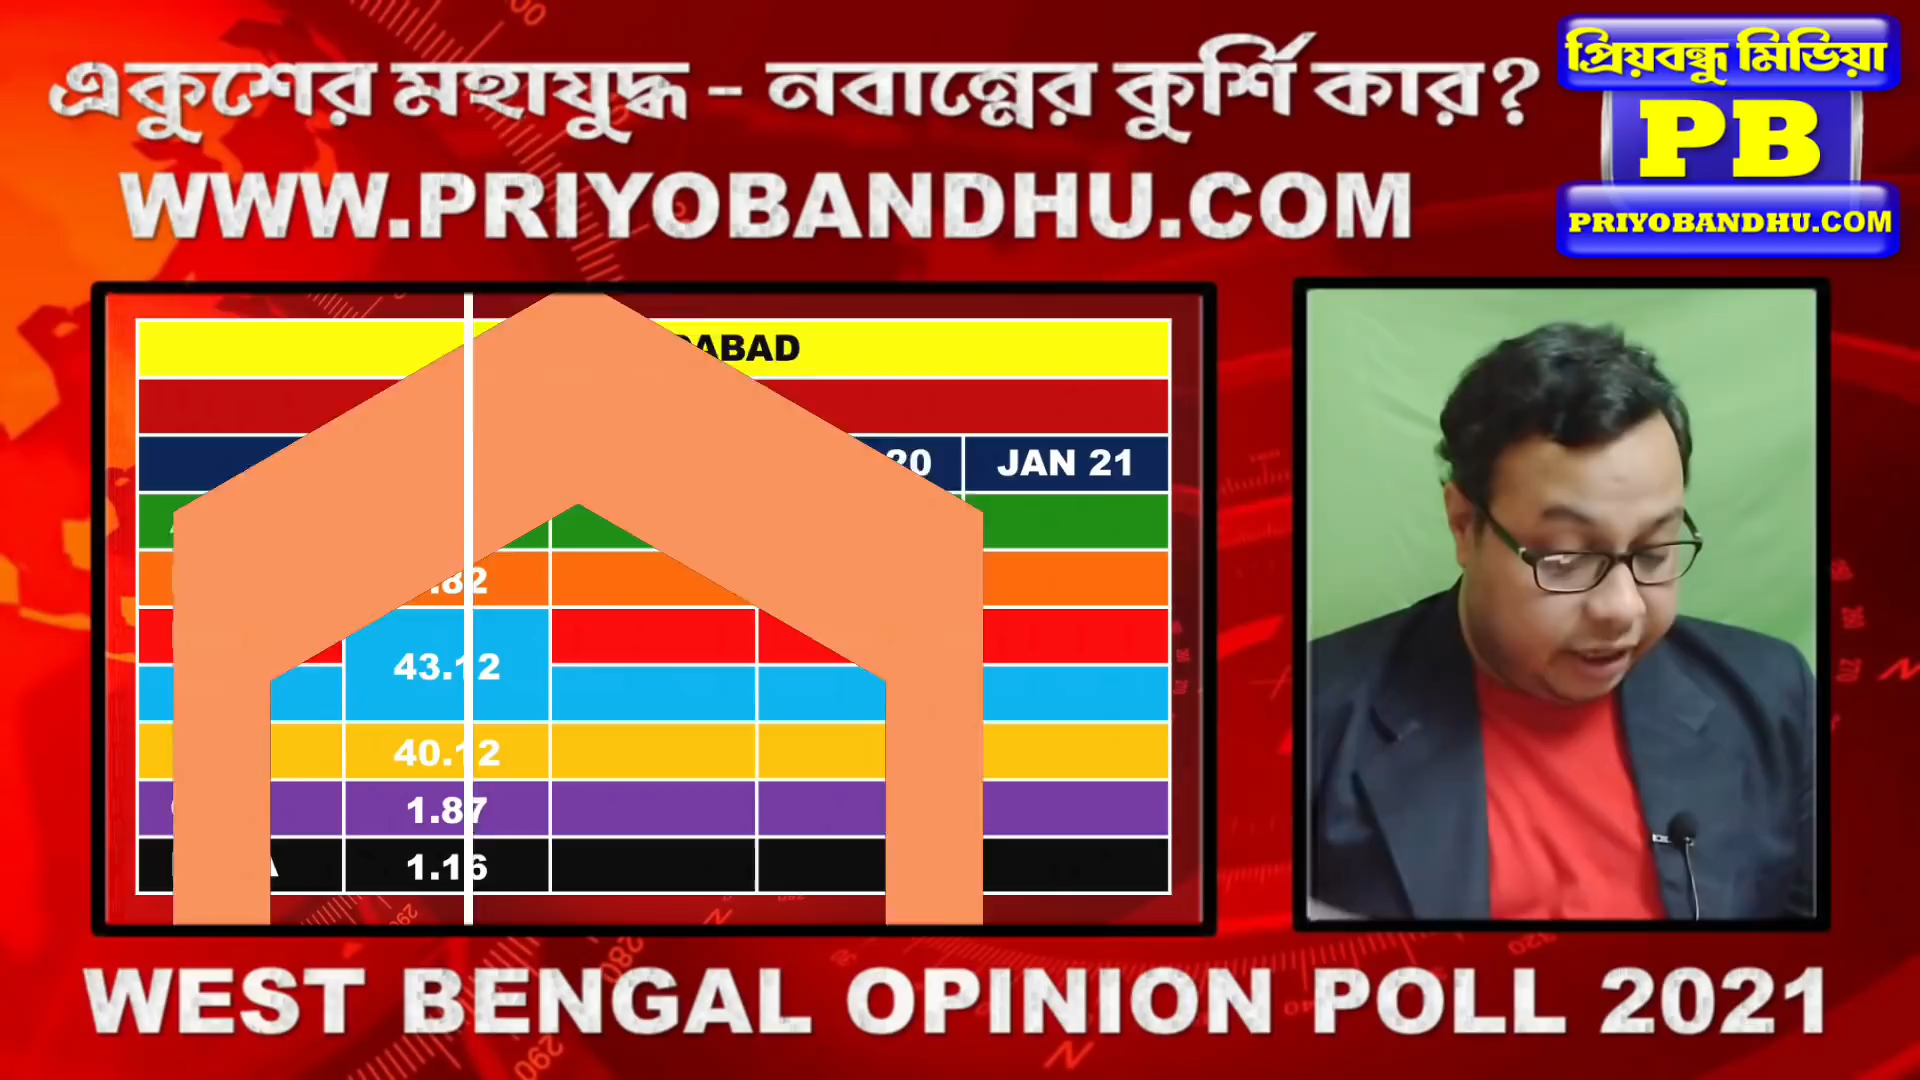 একুশের মহাযুদ্ধ - নবান্নের কুর্শি কার?
WWW.PRIYOBANDHU.COM
প্রিয়বন্ধু মিডিয়া
PB
PRIYOBANDHU.COM
JAN 21
43.12
40.12
1.87
1.16
WEST BENGAL OPINION POLL 2021